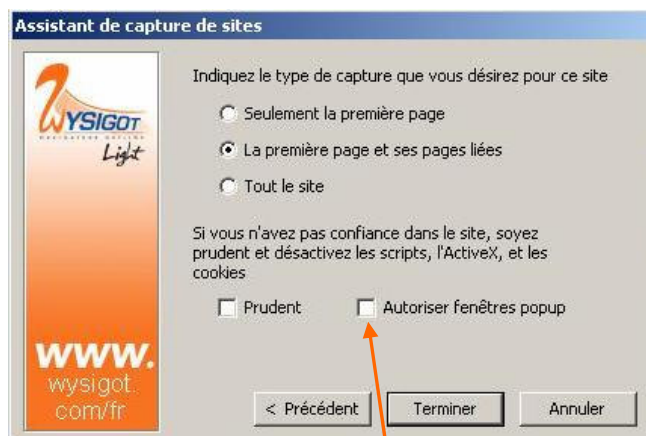 Assistant de capture de sites
WYSIGOT
Light
Indiquez le type de capture que vous désirez pour ce site
Seulement la première page
La première page et ses pages liées
Tout le site
Si vous n'avez pas confiance dans le site, soyez
prudent et désactivez les scripts, l'ActiveX, et les
cookies
Prudent
Autoriser fenêtres popup
www.
wysigot.
com/fr
< Précédent
Terminer
Annuler